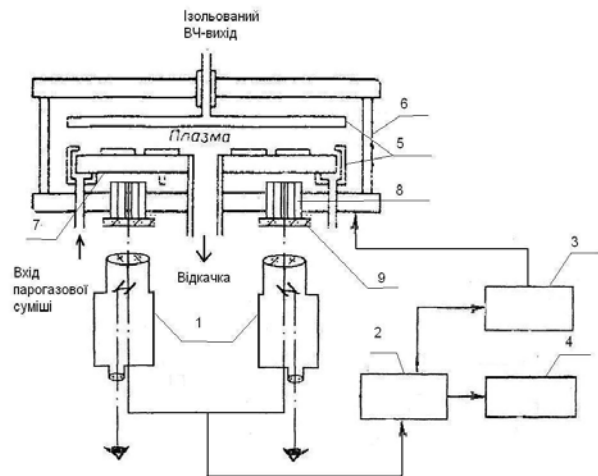 Ізольований
ВЧ-вихід
Плазма
6
5
8
7
9
Вхід
парогазової
суміші
Відкачка
3
1
2
4